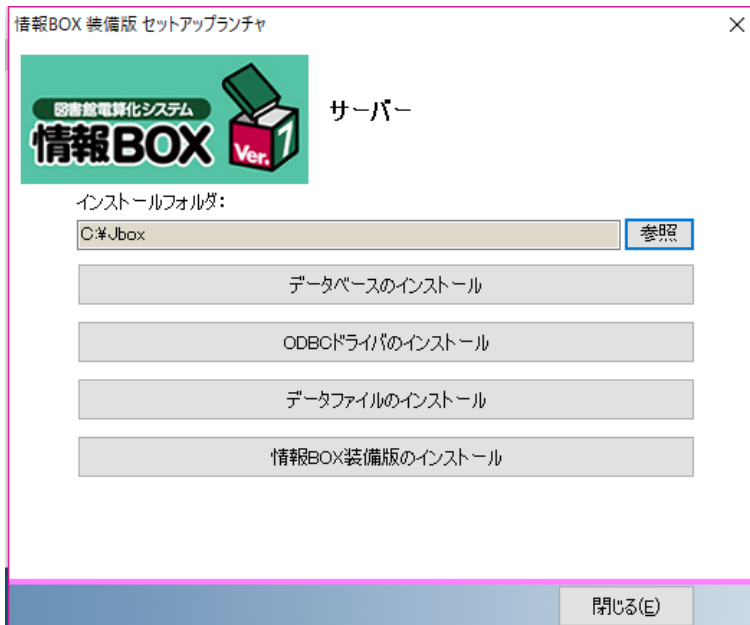 情報BOX 装備版 セットアップランチャ
図書館電算化システム
情報BOX Ver.7
サーバー
インストールフォルダ:
C:¥Jbox 参照
データベースのインストール
ODBCドライバのインストール
データファイルのインストール
情報BOX装備版のインストール
閉じる(E)